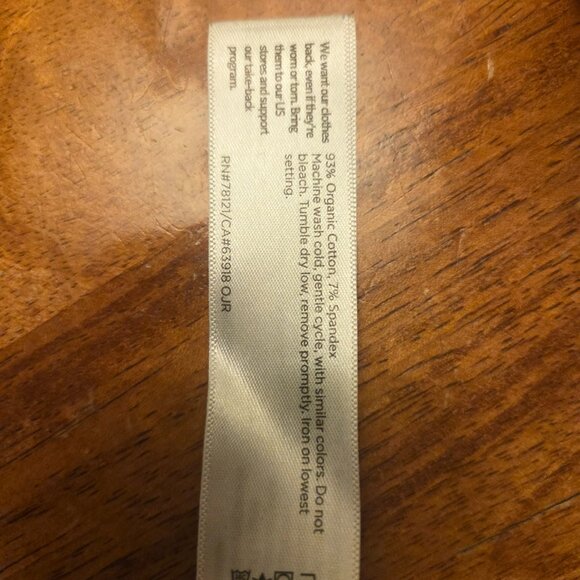 We want our clothes
back, even if they're
worn or torn. Bring
them to our US
stores and support
our take-back
program.
93% Organic Cotton, 7% Spandex
Machine wash cold, gentle cycle, with similar colors. Do not
bleach. Tumble dry low, remove promptly. Iron on lowest
setting.
RN#78121/CA#63918 OJR